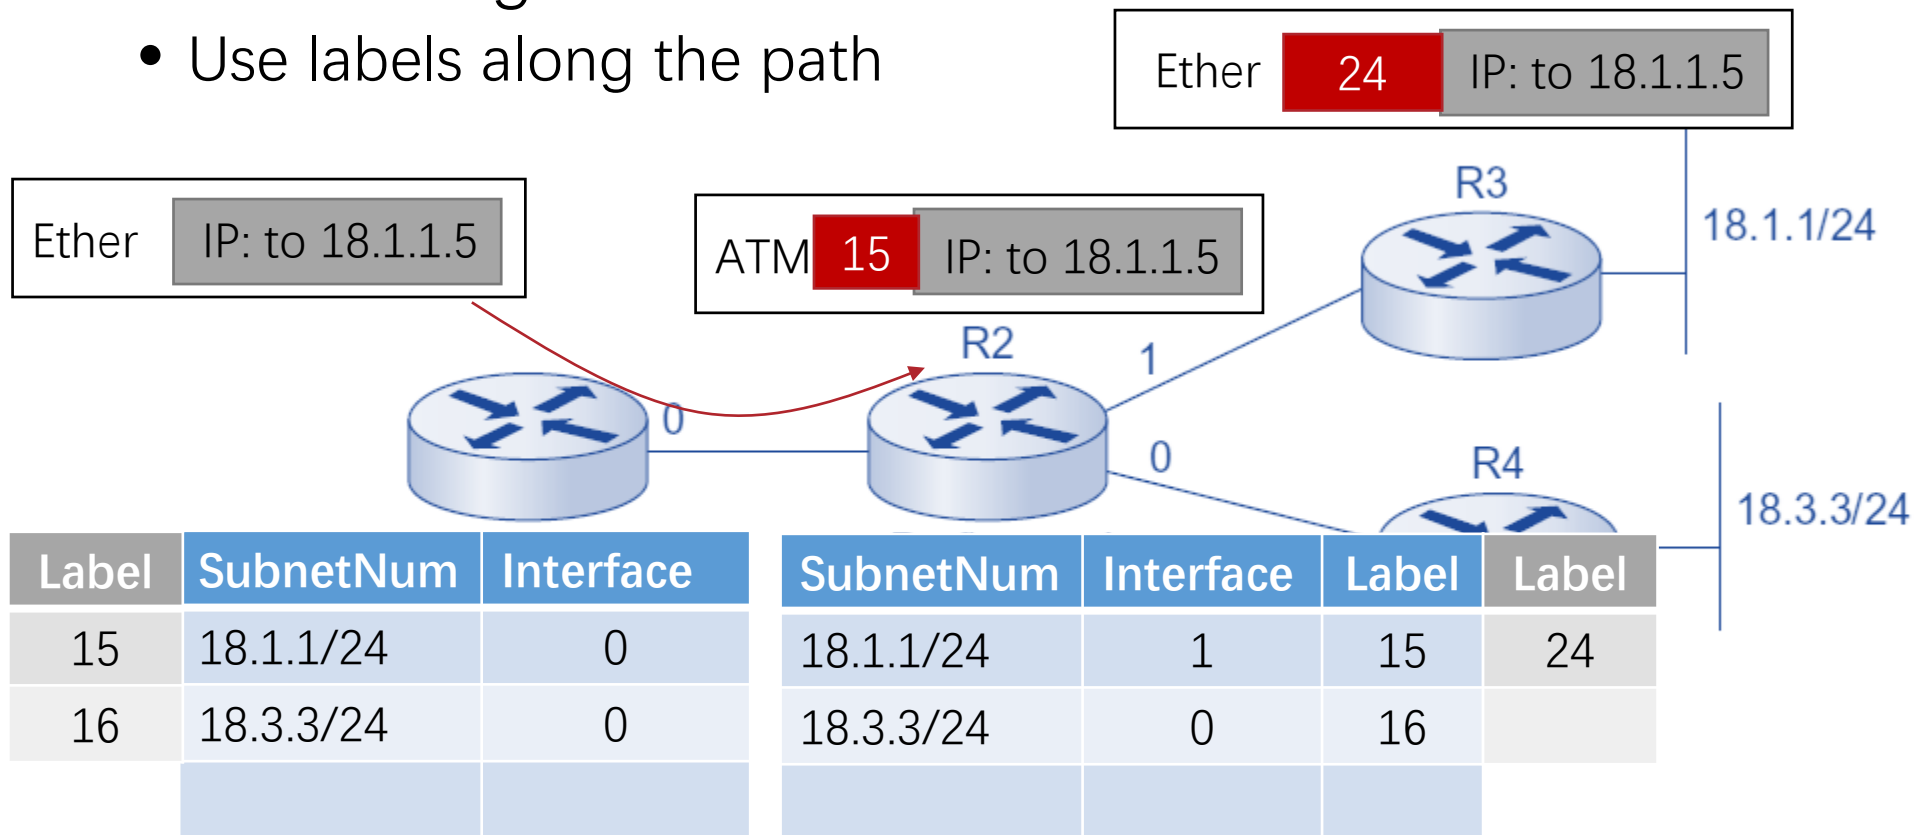 • Use labels along the path
Ether 24 IP: to 18.1.1.5
Ether IP: to 18.1.1.5
ATM 15 IP: to 18.1.1.5
R3
18.1.1/24
R2
1
0
0
R4
18.3.3/24
Label SubnetNum Interface
15 18.1.1/24 0
16 18.3.3/24 0
SubnetNum Interface Label Label
18.1.1/24 1 15 24
18.3.3/24 0 16